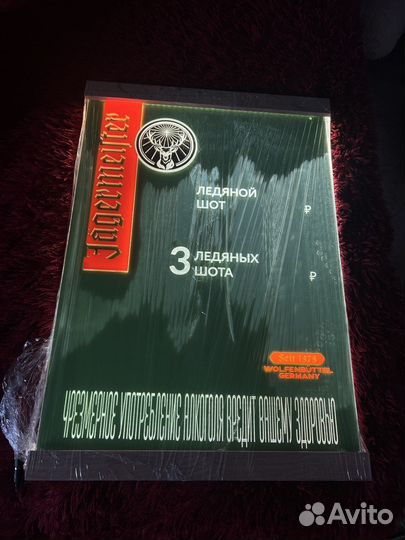 Jägermeister
ЛЕДЯНОЙ
ШОТ
₽
3 ЛЕДЯНЫХ
ШОТА
₽
Seit 1878
WOLFENBÜTTEL
GERMANY
ЧРЕЗМЕРНОЕ УПОТРЕБЛЕНИЕ АЛКОГОЛЯ ВРЕДИТ ВАШЕМУ ЗДОРОВЬЮ
Avito